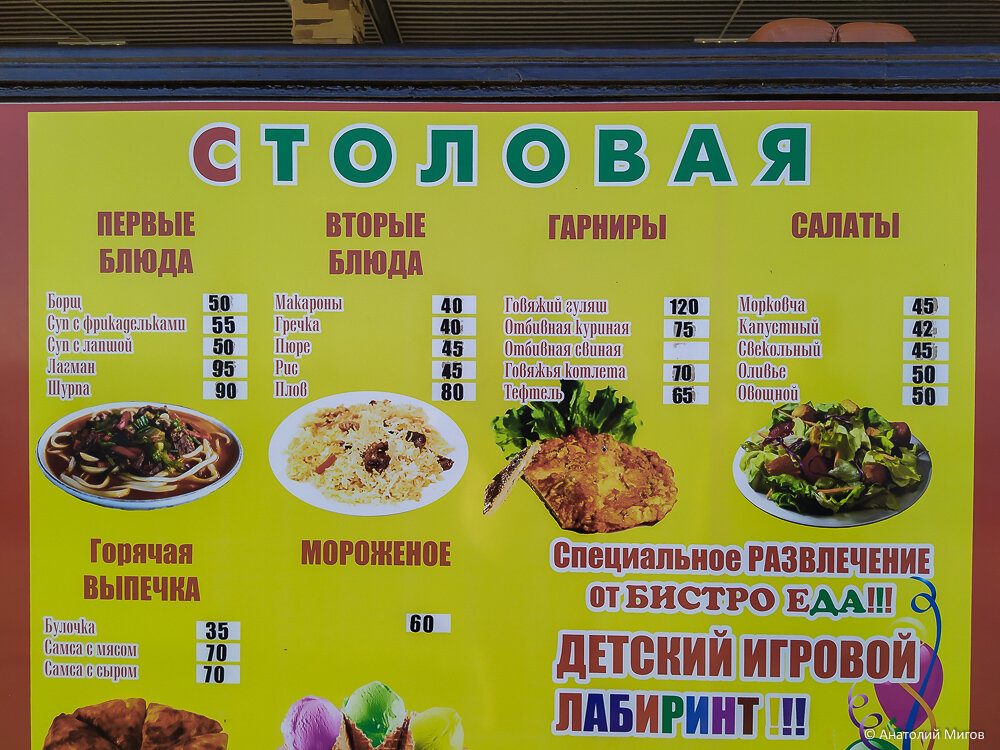 СТОЛОВАЯ
ПЕРВЫЕ
БЛЮДА
Борщ 50
Суп с фрикадельками 55
Суп с лапшой 50
Лагман 95
Шурпа 90
ВТОРЫЕ
БЛЮДА
Макароны 40
Гречка 40
Пюре 45
Рис 45
Плов 80
ГАРНИРЫ
Говяжий гуляш 120
Отбивная куриная 75
Отбивная свиная
Говяжья котлета 70
Тефтель 65
САЛАТЫ
Морковча 45
Капустный 42
Свекольный 45
Оливье 50
Овощной 50
Горячая
ВЫПЕЧКА
Булочка 35
Самса с мясом 70
Самса с сыром 70
МОРОЖЕНОЕ
60
Специальное РАЗВЛЕЧЕНИЕ
от БИСТРО ЕДА!!!
ДЕТСКИЙ ИГРОВОЙ
ЛАБИРИНТ !!!
© Анатолий Мигов